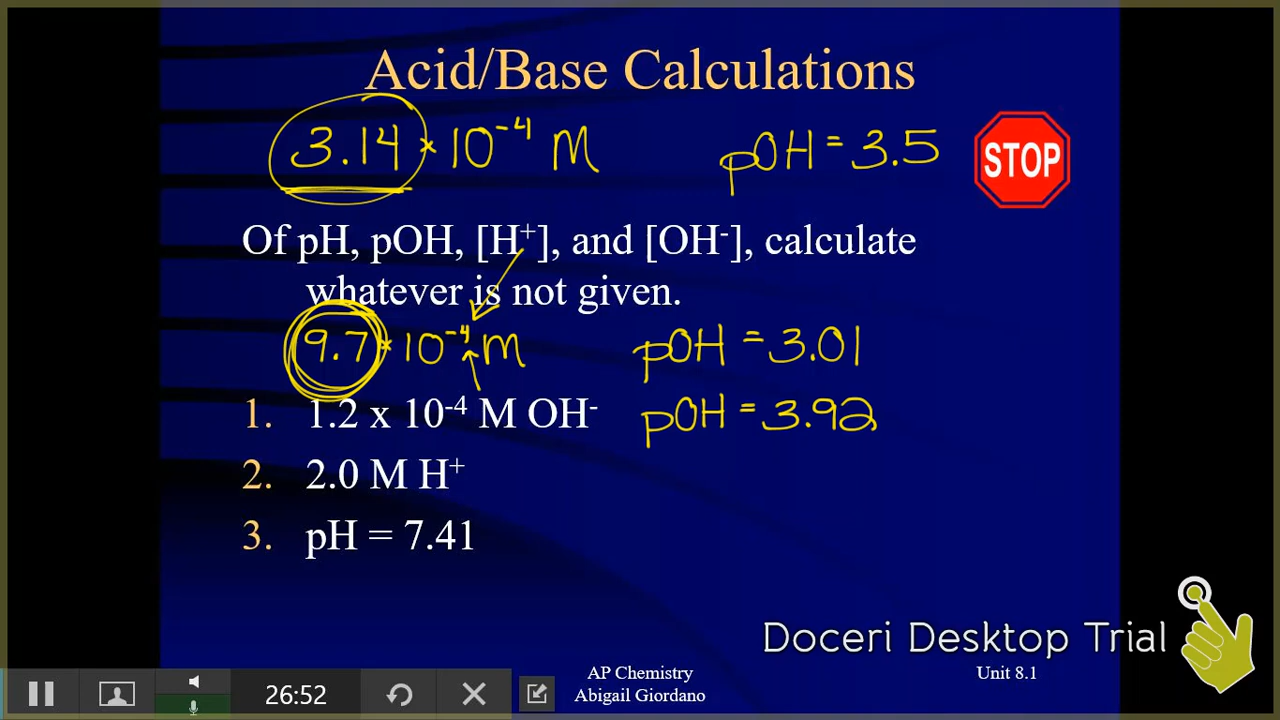 Acid/Base Calculations
3.14 × 10⁻⁴ M pOH = 3.5 STOP
Of pH, pOH, [H⁺], and [OH⁻], calculate
whatever is not given.
9.7 × 10⁻⁴ M pOH = 3.01
1. 1.2 x 10⁻⁴ M OH⁻ pOH = 3.92
2. 2.0 M H⁺
3. pH = 7.41
Doceri Desktop Trial
AP Chemistry Unit 8.1
Abigail Giordano
26:52